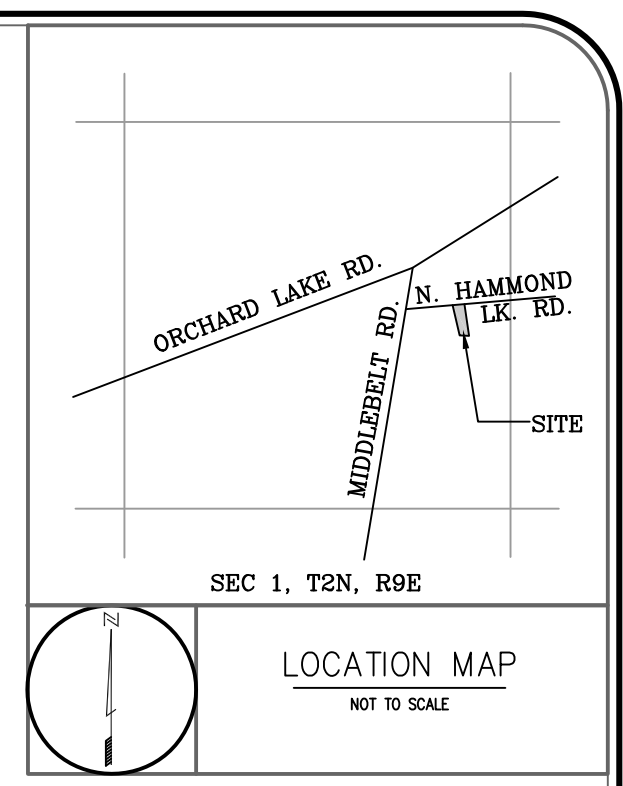 ORCHARD LAKE RD.
N. HAMMOND
LK. RD.
MIDDLEBELT RD.
SITE
SEC 1, T2N, R9E
N
LOCATION MAP
NOT TO SCALE